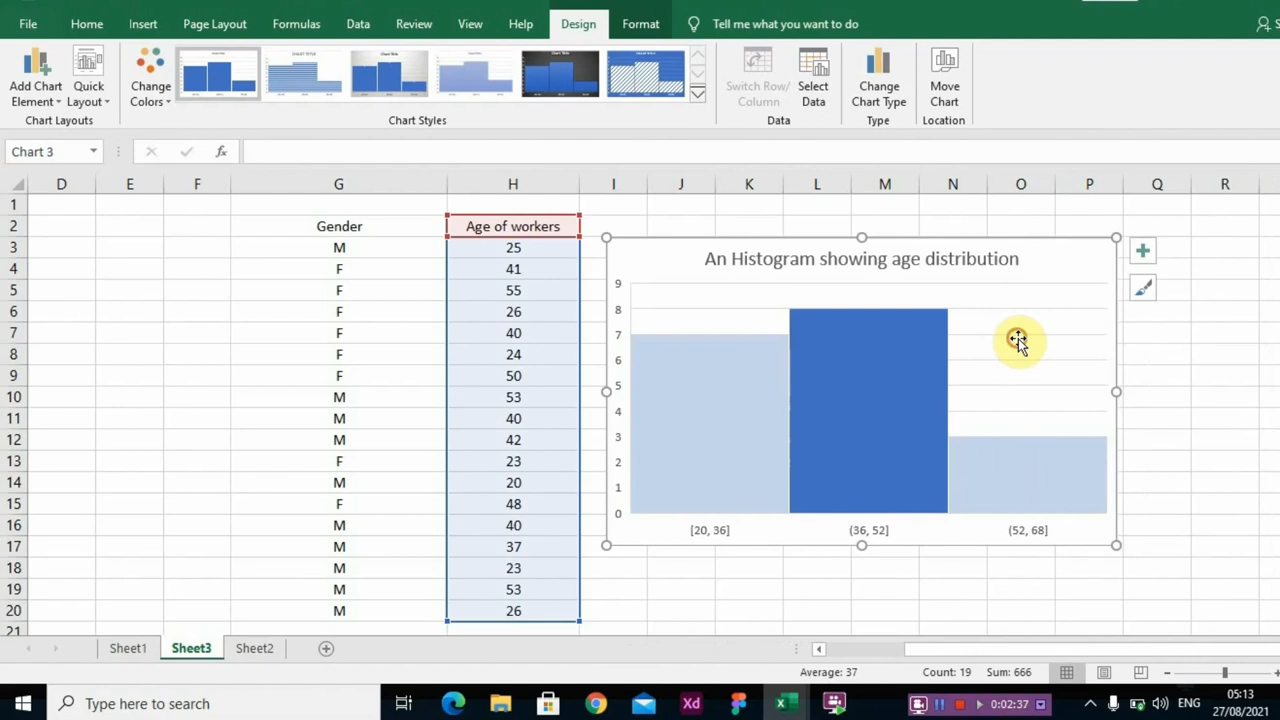 File Home Insert Page Layout Formulas Data Review View Help Design Format Tell me what you want to do
Add Chart Element
Quick Layout
Change Colors
Switch Row/ Column
Select Data
Change Chart Type
Move Chart
Chart Layouts Chart Styles Data Type Location
Chart 3 fx
D E F G H I J K L M N O P Q R
1
2 Gender Age of workers
3 M 25
4 F 41
5 F 55
6 F 26
7 F 40
8 F 24
9 F 50
10 M 53
11 M 40
12 M 42
13 F 23
14 M 20
15 F 48
16 M 40
17 M 37
18 M 23
19 M 53
20 M 26
21
An Histogram showing age distribution
9
8
7
6
5
4
3
2
1
0
[20, 36] (36, 52] (52, 68]
Sheet1 Sheet3 Sheet2
Average: 37 Count: 19 Sum: 666
Type here to search
Xd
00:02:37
ENG
05:13
27/08/2021